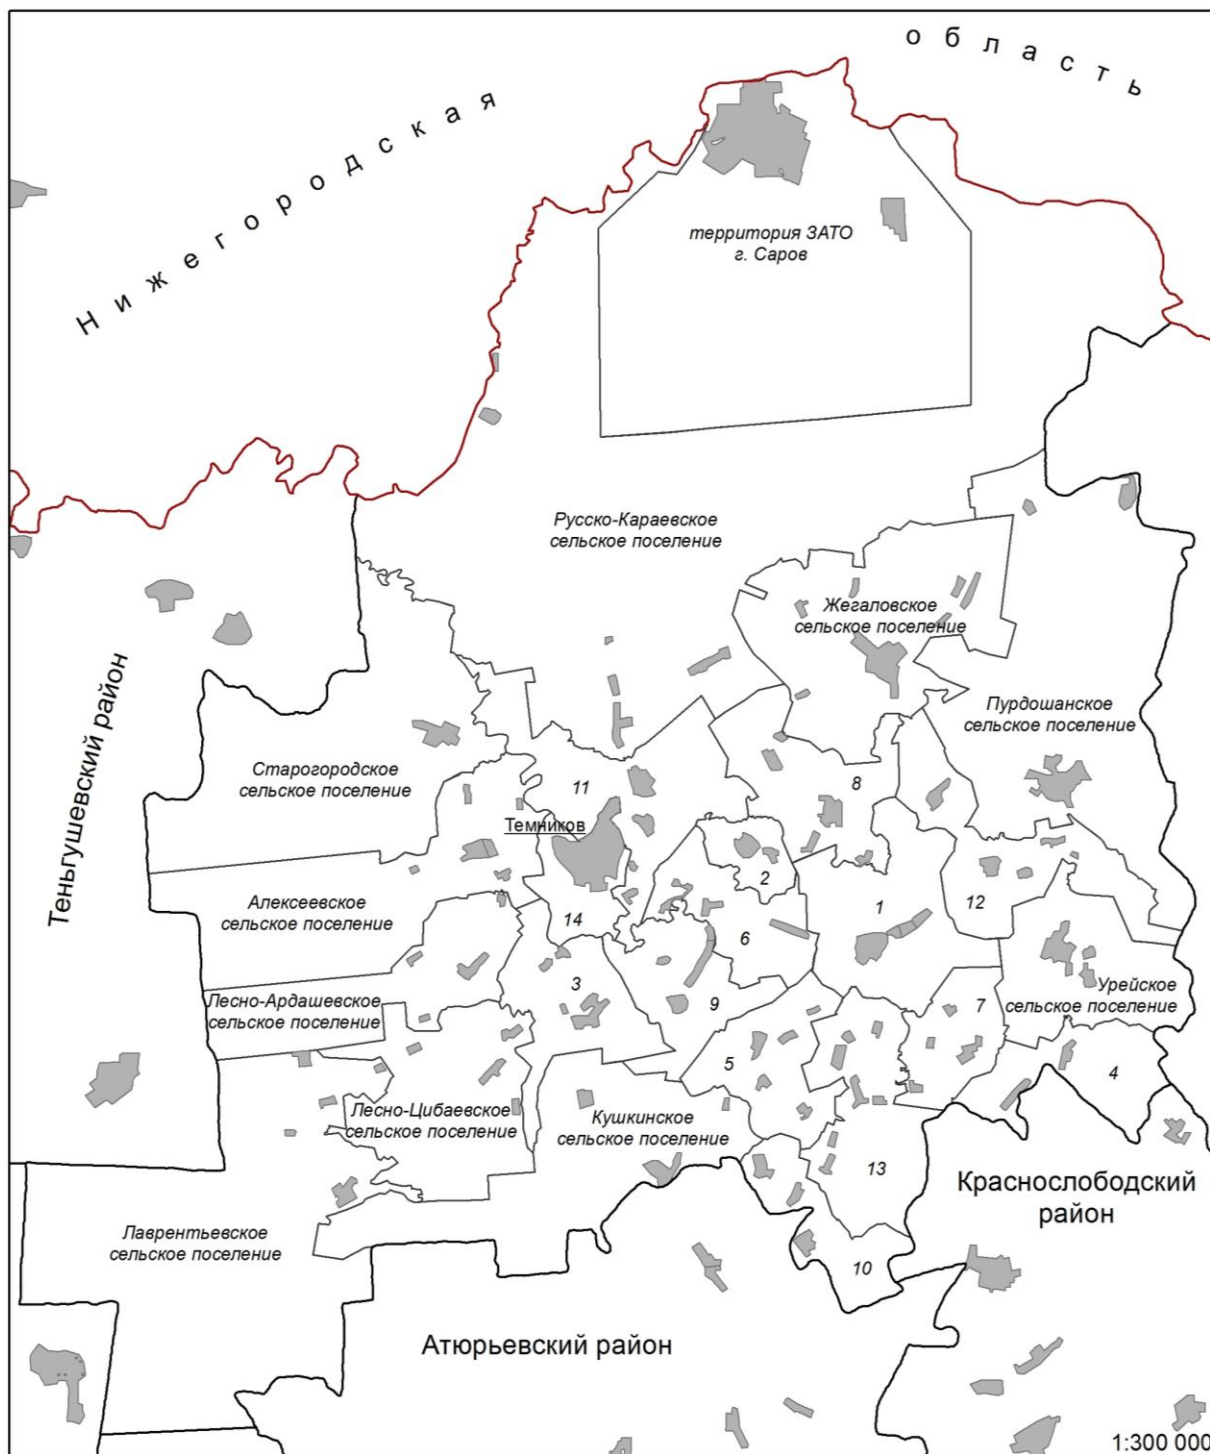 Нижегородская
область
территория ЗАТО
г. Саров
Русско-Караевское
сельское поселение
Жегаловское
сельское поселение
Теньгушевский район
Пурдошанское
сельское поселение
Старогородское
сельское поселение
11
8
Темников
2
Алексеевское
сельское поселение
14
6
1
12
Лесно-Ардашевское
сельское поселение
3
9
7
Урейское
сельское поселение
5
4
Лесно-Цибаевское
сельское поселение
Кушкинское
сельское поселение
13
Краснослободский
район
Лаврентьевское
сельское поселение
10
Атюрьевский район
1:300 000